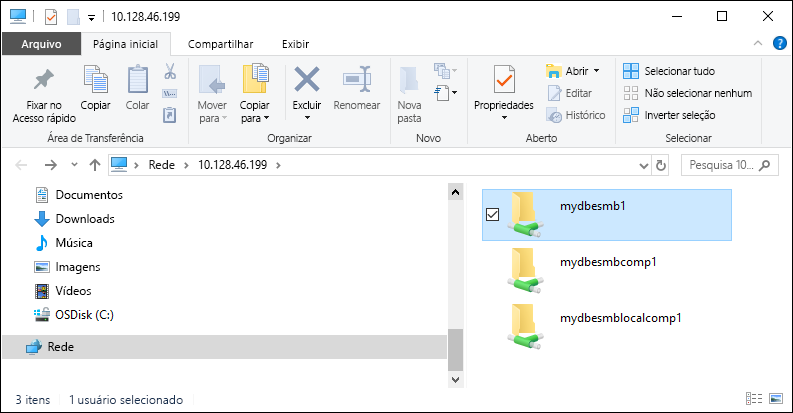 10.128.46.199
Arquivo
Página inicial
Compartilhar
Exibir
Fixar no
Acesso rápido
Copiar
Colar
Mover
para
Copiar
para
Excluir
Renomear
Nova
pasta
Propriedades
Abrir
Editar
Histórico
Selecionar tudo
Não selecionar nenhum
Inverter seleção
Área de Transferência
Organizar
Novo
Aberto
Selecionar
Rede
10.128.46.199
Pesquisa 10...
Documentos
Downloads
Música
Imagens
Vídeos
OSDisk (C:)
Rede
mydbesmb1
mydbesmbcomp1
mydbesmblocalcomp1
3 itens
1 usuário selecionado